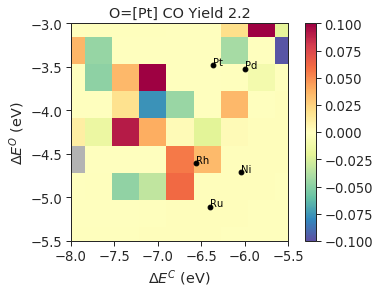 O=[Pt] CO Yield 2.2
ΔE^O (eV)
−3.0
−3.5
−4.0
−4.5
−5.0
−5.5
Pt
Pd
Rh
Ni
Ru
−8.0 −7.5 −7.0 −6.5 −6.0 −5.5
ΔE^C (eV)
0.100
0.075
0.050
0.025
0.000
−0.025
−0.050
−0.075
−0.100